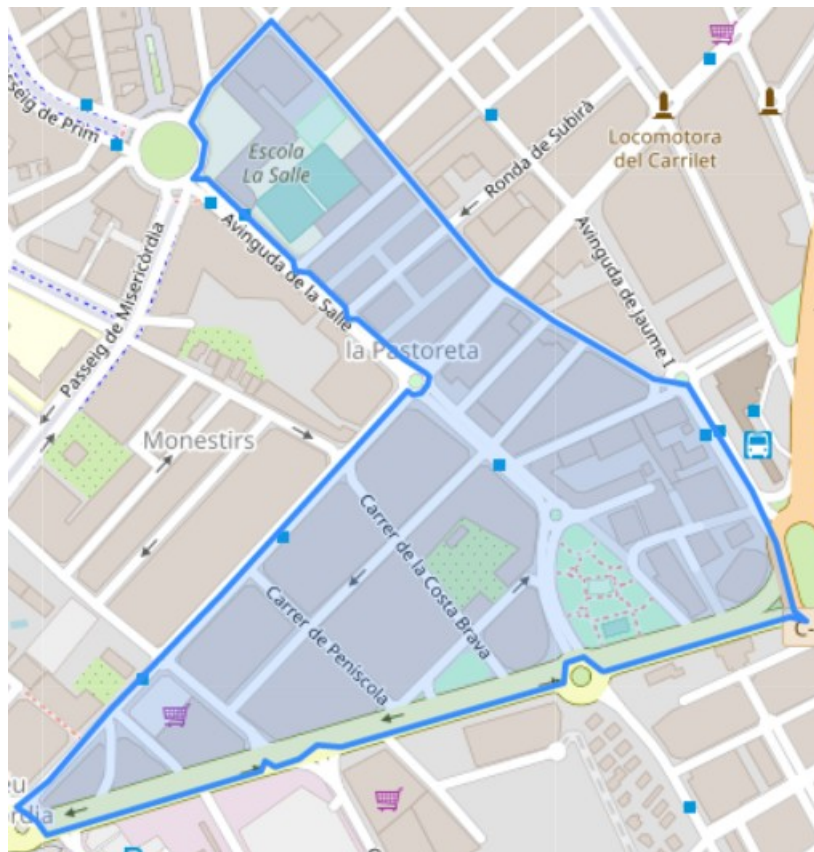 Passeig de Prim
Escola
La Salle
Locomotora
del Carrilet
Ronda de Subirà
Avinguda de la Salle
Avinguda de Jaume I
Passeig de Misericòrdia
la Pastoreta
Monestirs
Carrer de la Costa Brava
Carrer de Peníscola
C-